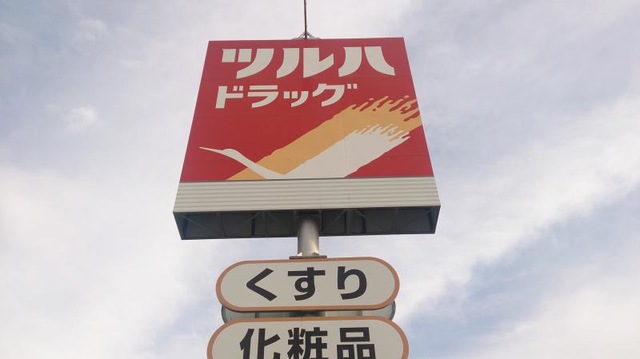 ツルハ
ドラッグ
くすり
化粧品